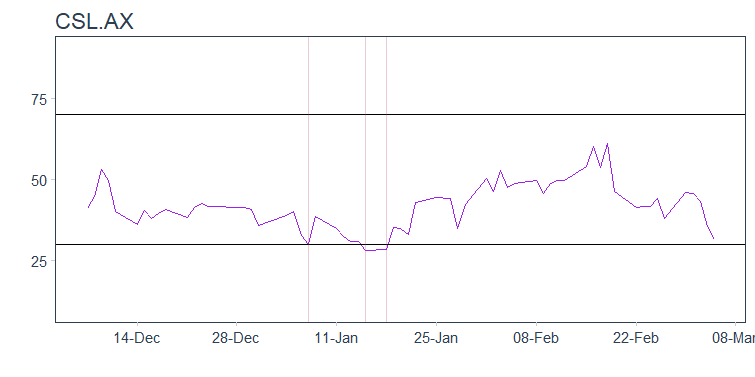 CSL.AX
75
50
25
14-Dec
28-Dec
11-Jan
25-Jan
08-Feb
22-Feb
08-Mar